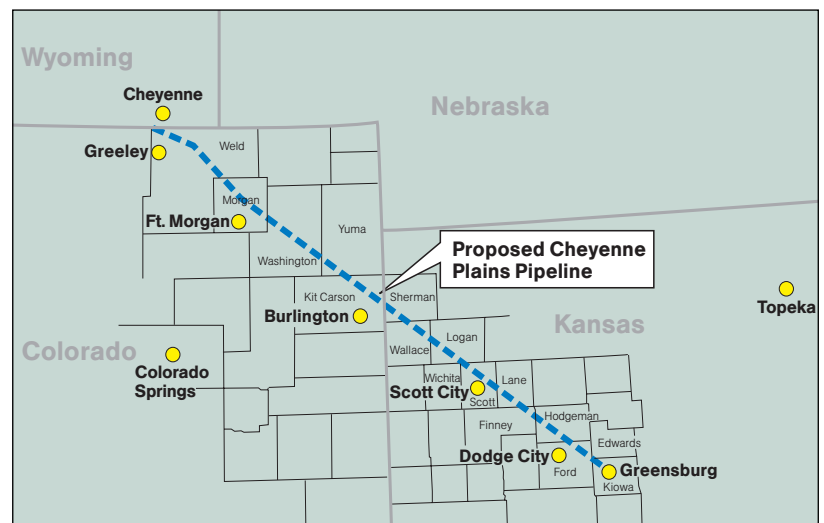 Wyoming
Cheyenne
Nebraska
Greeley
Weld
Morgan
Ft. Morgan
Yuma
Washington
Proposed Cheyenne
Plains Pipeline
Kit Carson
Sherman
Burlington
Topeka
Kansas
Colorado
Logan
Wallace
Colorado
Springs
Wichita
Lane
Scott City
Scott
Hodgeman
Finney
Edwards
Dodge City
Ford
Greensburg
Kiowa